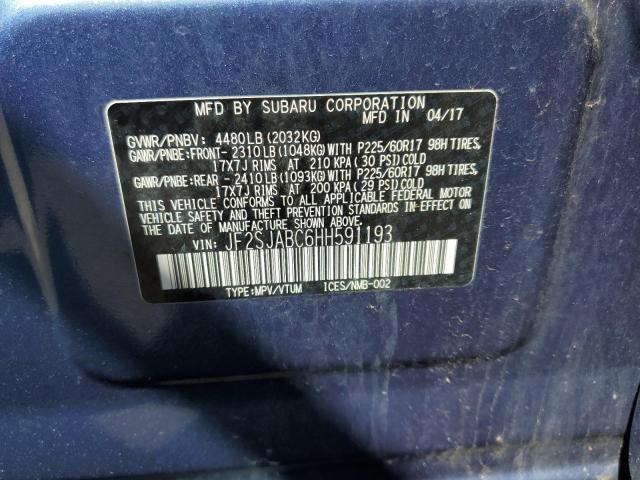 MFD BY SUBARU CORPORATION
MFD IN 04/17
GVWR/PNBV: 4480LB(2032KG)
GAWR/PNBE:FRONT- 2310LB(1048KG)WITH P225/60R17 98H TIRES,
17X7J RIMS AT 210 KPA( 30 PSI)COLD
GAWR/PNBE:REAR -2410LB(1093KG)WITH P225/60R17 98H TIRES,
17X7J RIMS AT 200 KPA( 29 PSI)COLD
THIS VEHICLE CONFORMS TO ALL APPLICABLE FEDERAL MOTOR
VEHICLE SAFETY AND THEFT PREVENTION STANDARDS IN EFFECT ON
THE DATE OF MANUFACTURE SHOWN ABOVE.
VIN: JF2SJABC6HH591193
TYPE:MPV/VTUM ICES/NMB-002